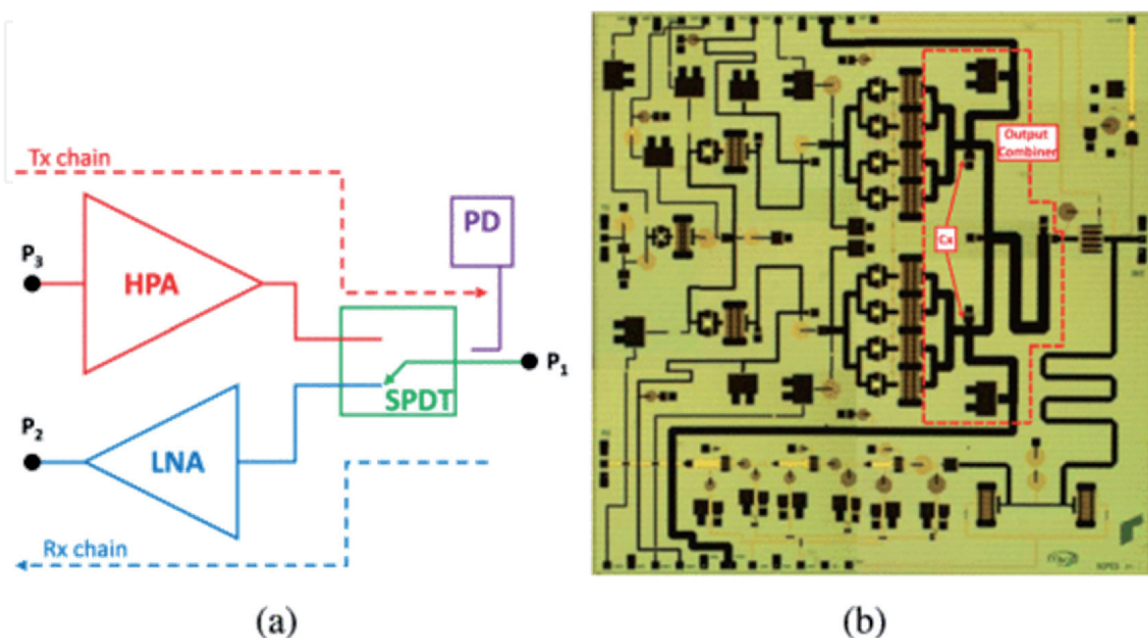 Tx chain
PD
P3
HPA
P1
SPDT
P2
LNA
Rx chain
Output
Combiner
Cx
(a)
(b)